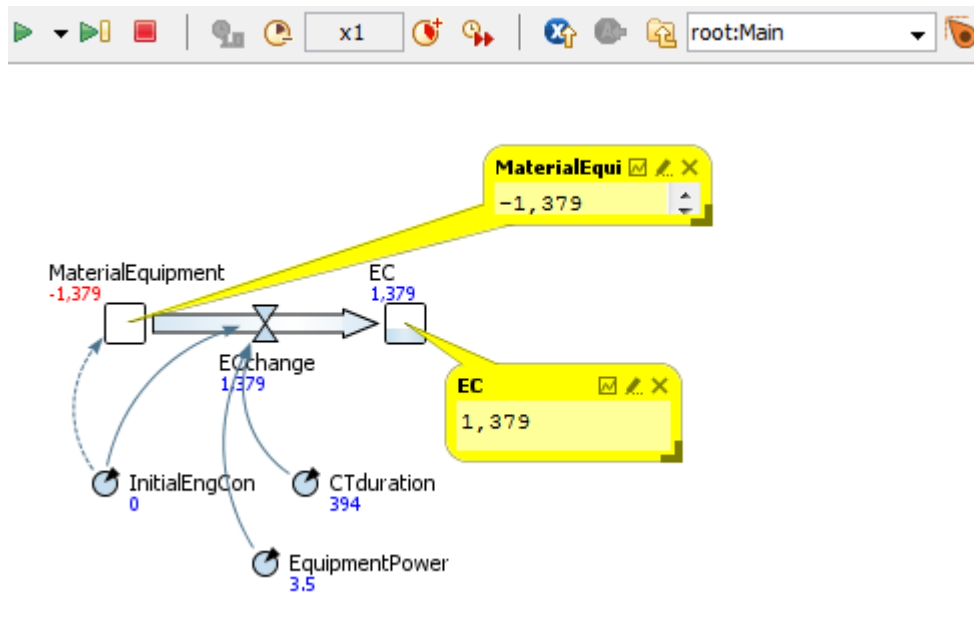 x1
root:Main
MaterialEqui
-1,379
MaterialEquipment
-1,379
EC
1,379
ECchange
1,379
EC
1,379
InitialEngCon
0
CTduration
394
EquipmentPower
3.5